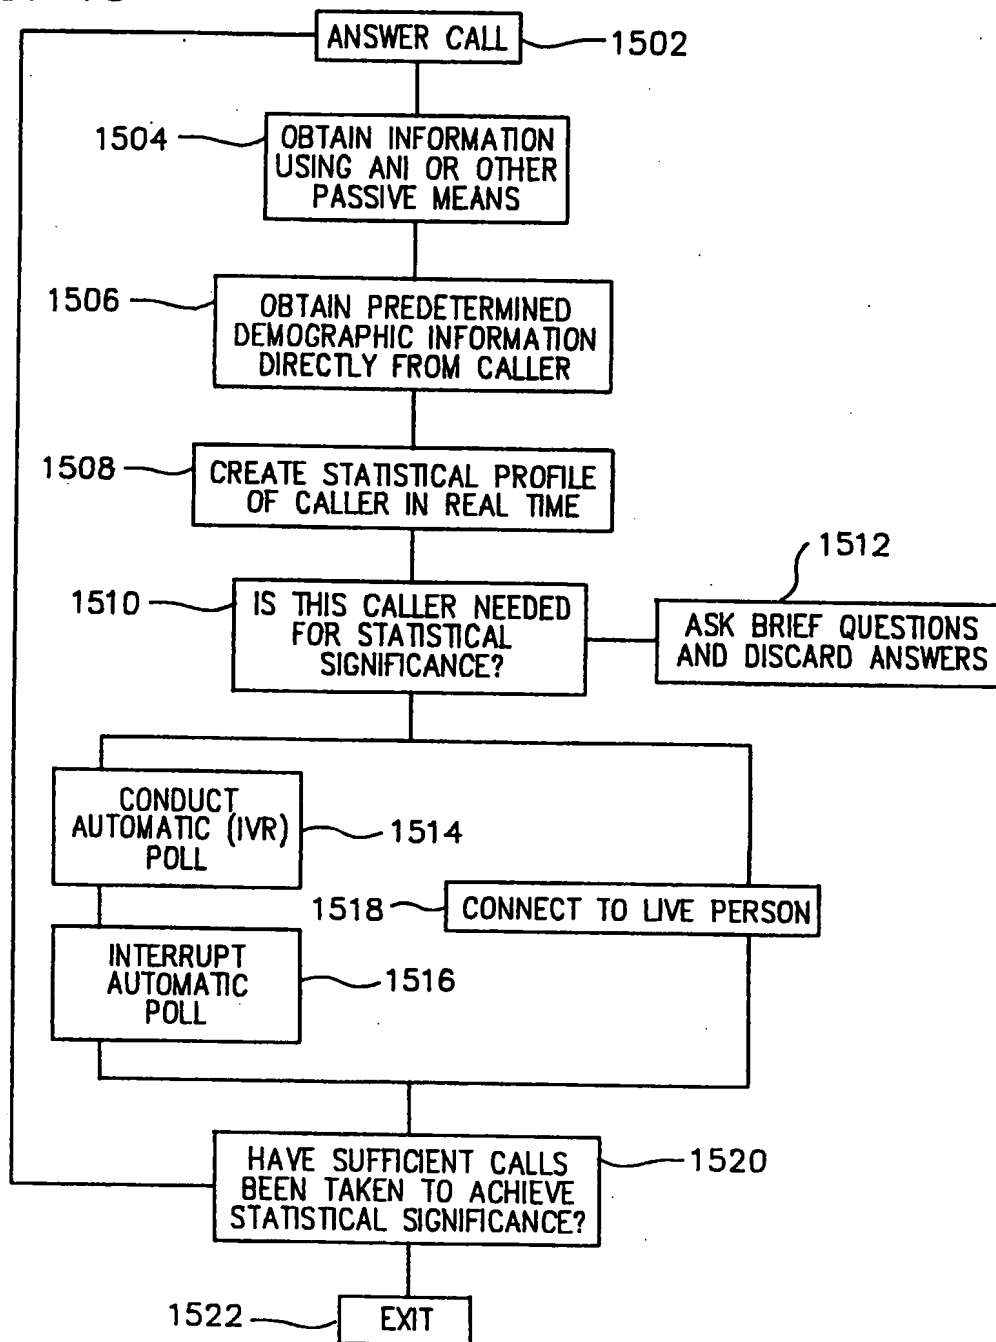 ANSWER CALL
1502
1504
OBTAIN INFORMATION
USING ANI OR OTHER
PASSIVE MEANS
1506
OBTAIN PREDETERMINED
DEMOGRAPHIC INFORMATION
DIRECTLY FROM CALLER
1508
CREATE STATISTICAL PROFILE
OF CALLER IN REAL TIME
1510
IS THIS CALLER NEEDED
FOR STATISTICAL
SIGNIFICANCE?
1512
ASK BRIEF QUESTIONS
AND DISCARD ANSWERS
CONDUCT
AUTOMATIC (IVR)
POLL
1514
1518
CONNECT TO LIVE PERSON
INTERRUPT
AUTOMATIC
POLL
1516
HAVE SUFFICIENT CALLS
BEEN TAKEN TO ACHIEVE
STATISTICAL SIGNIFICANCE?
1520
1522
EXIT